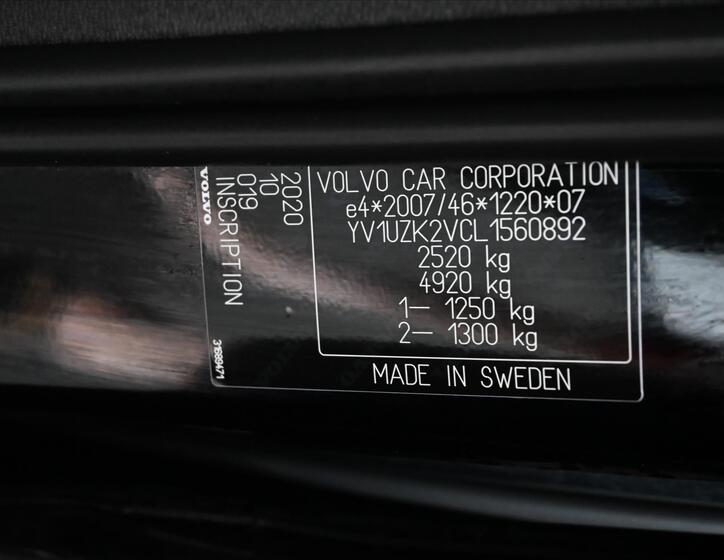 VOLVO CAR CORPORATION
e4*2007/46*1220*07
YV1UZK2VCL1560892
2520 kg
4920 kg
1— 1250 kg
2— 1300 kg
MADE IN SWEDEN
2020
10
019
INSCRIPTION
VOLVO
31689471